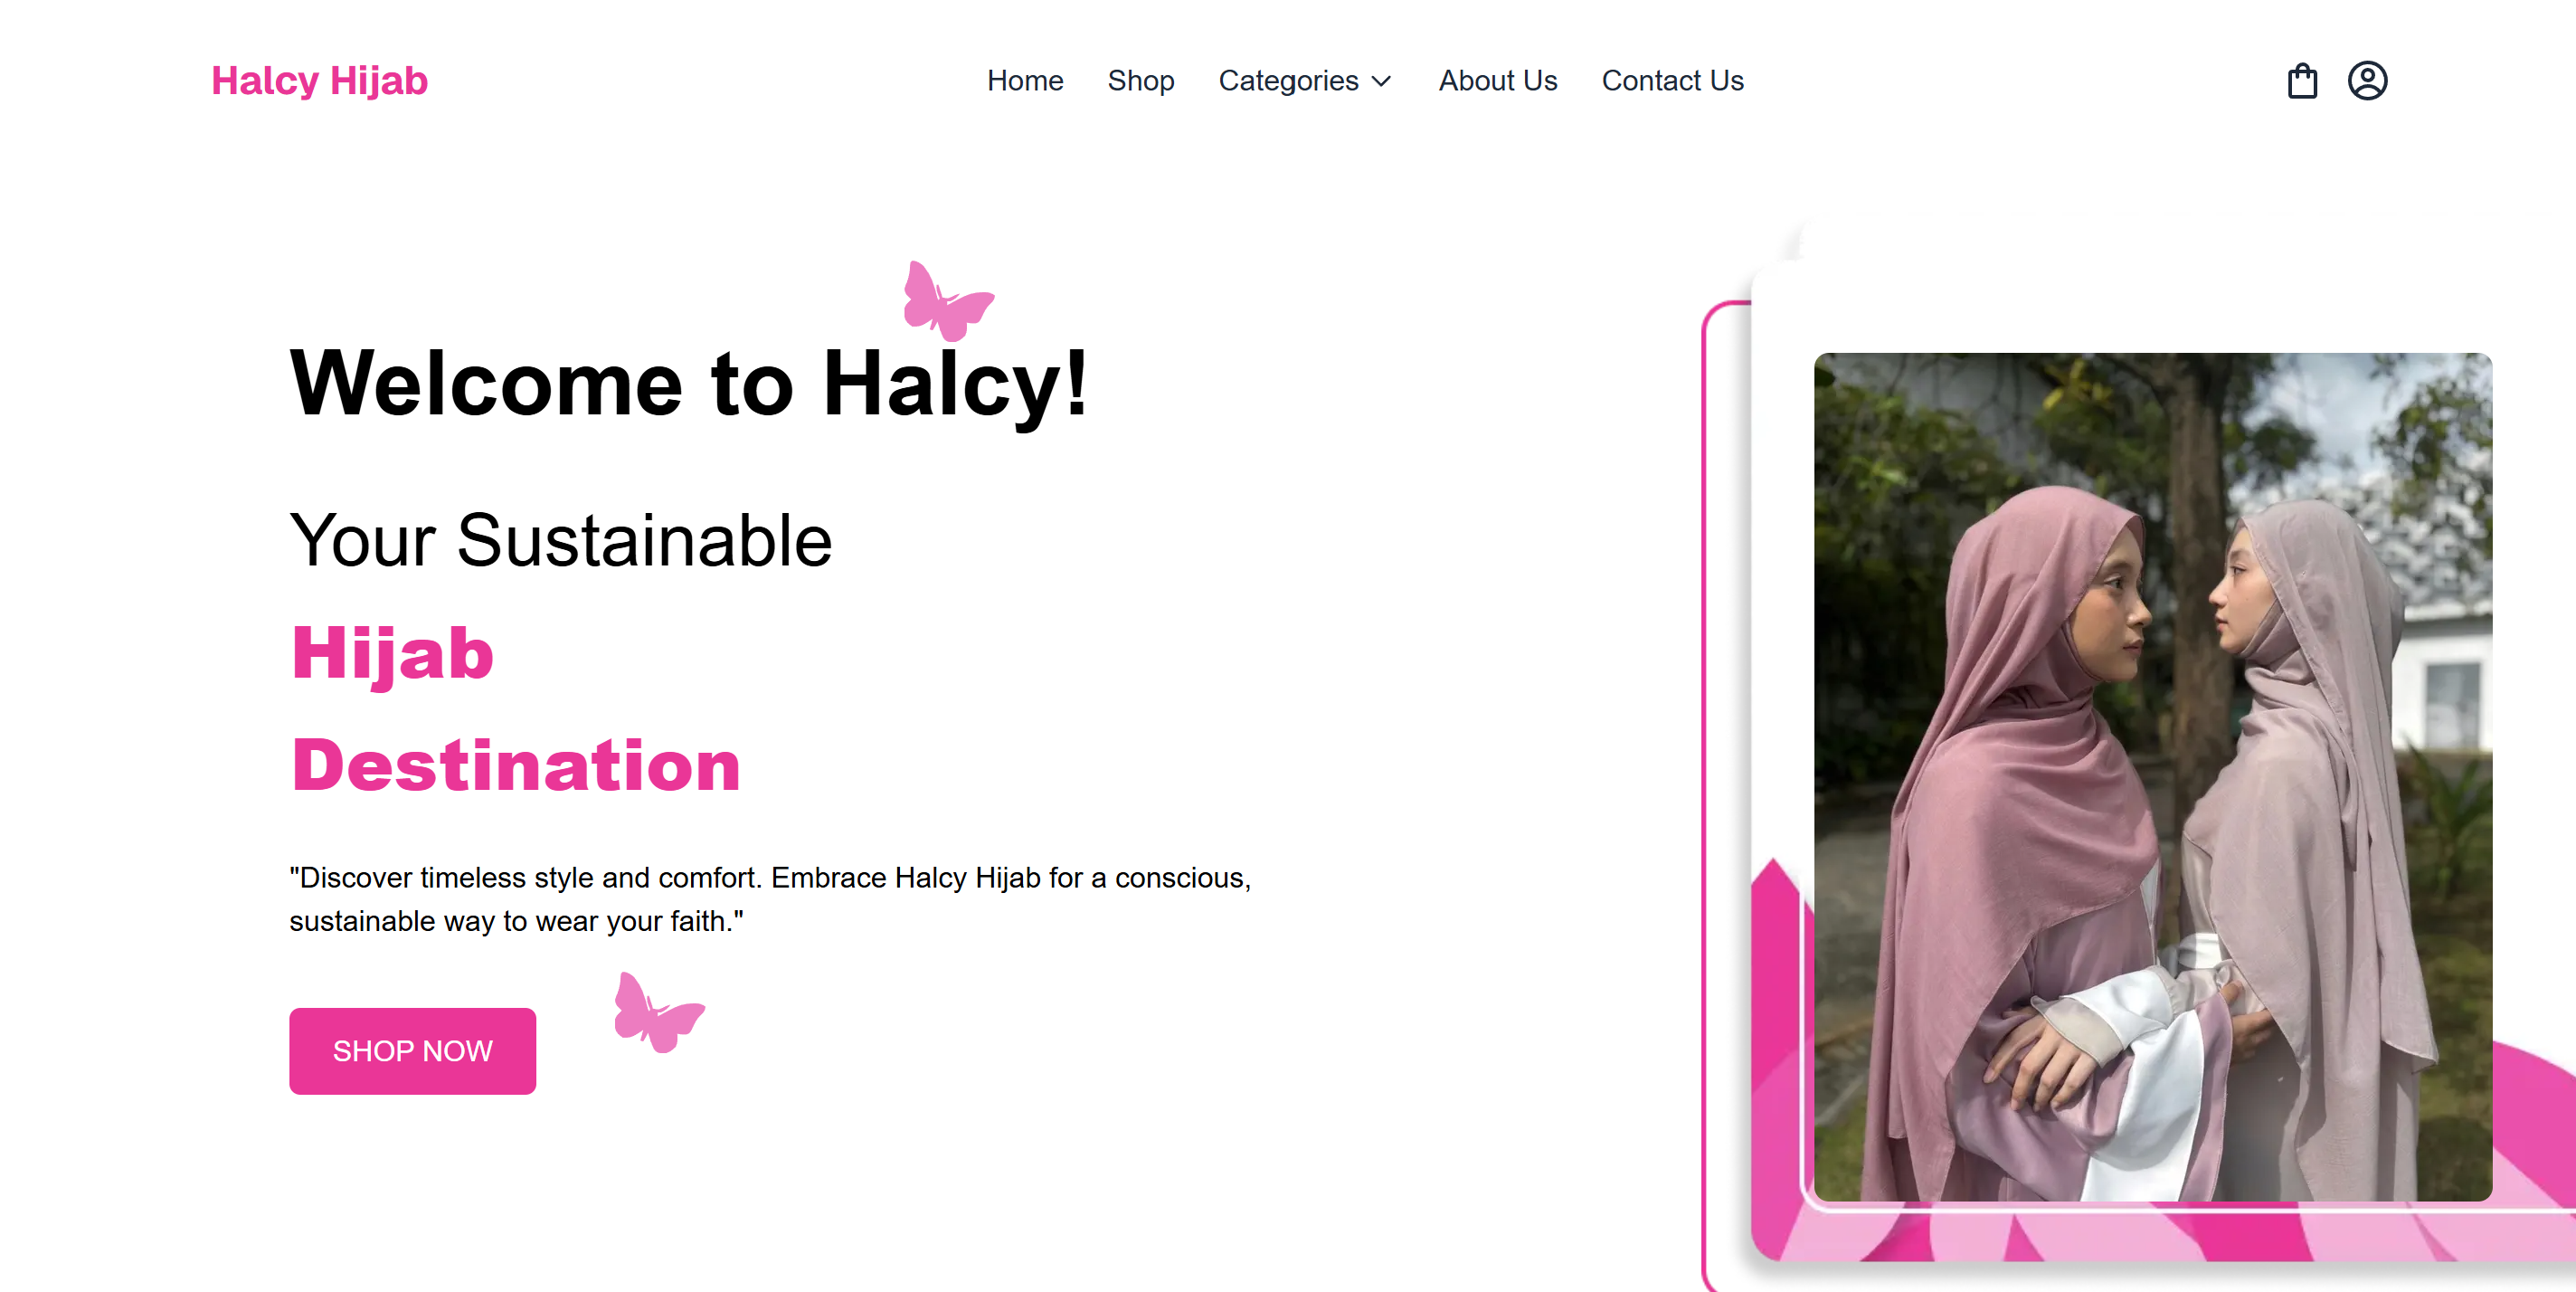 Halcy Hijab
Home
Shop
Categories
About Us
Contact Us
Welcome to Halcy!
Your Sustainable
Hijab
Destination
"Discover timeless style and comfort. Embrace Halcy Hijab for a conscious,
sustainable way to wear your faith."
SHOP NOW